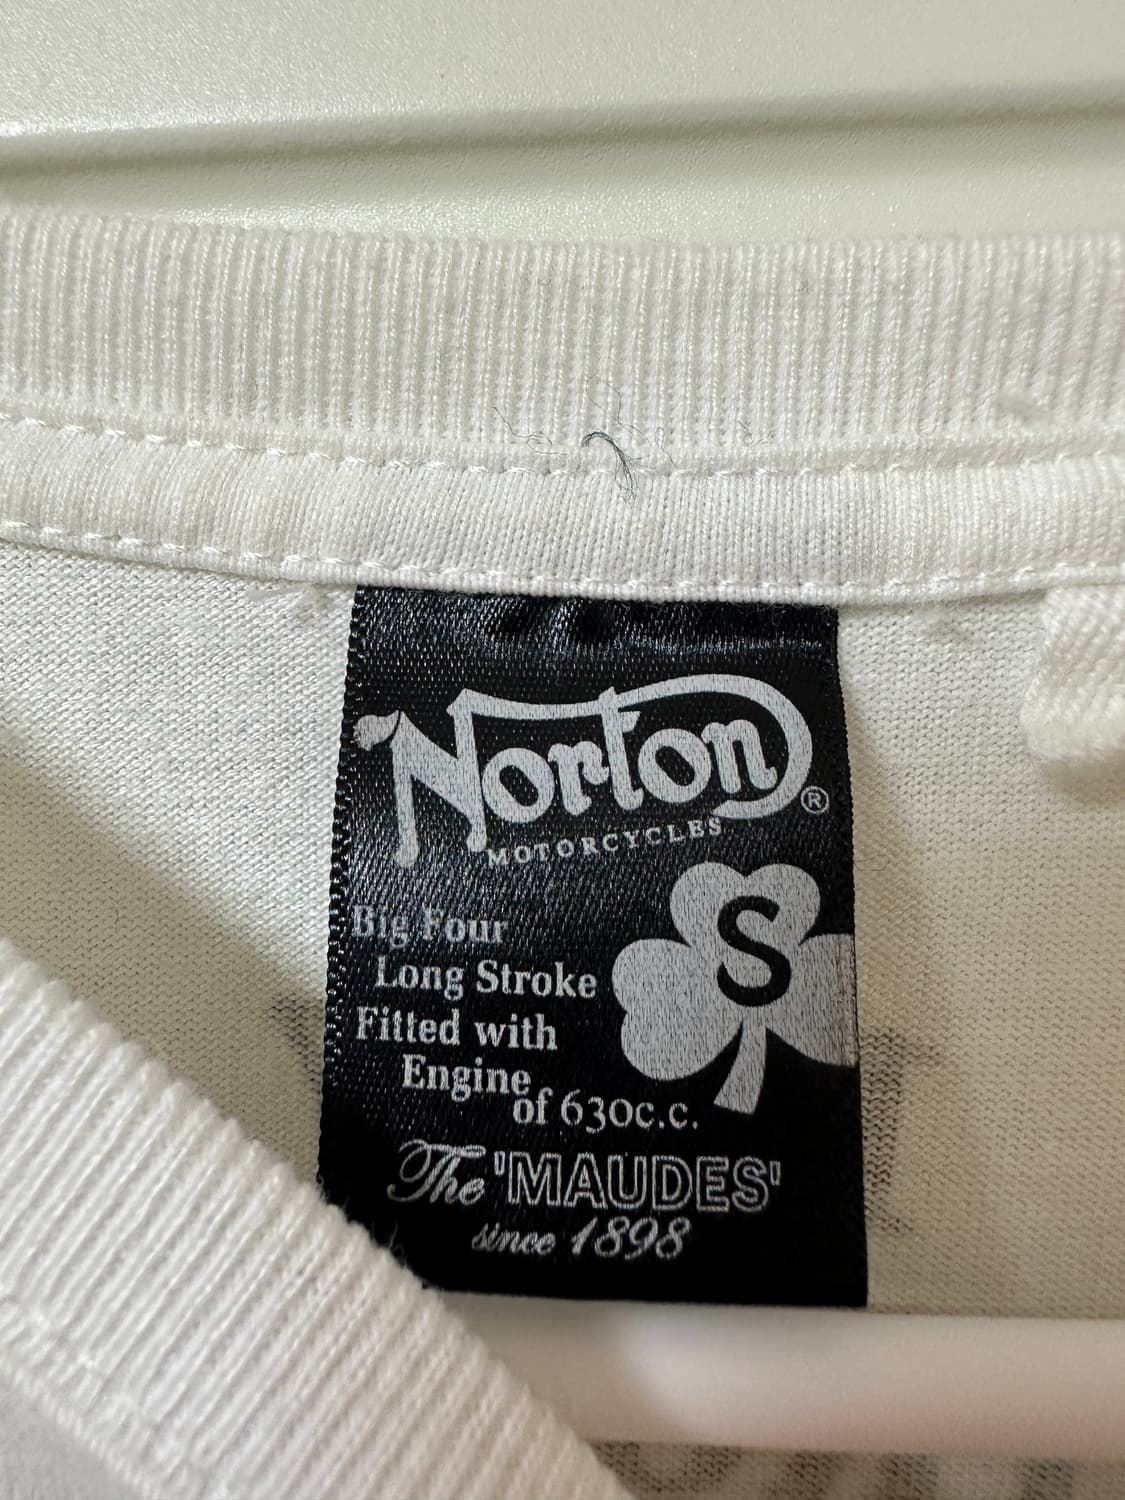 Norton®
MOTORCYCLES
S
Big Four
Long Stroke
Fitted with
Engine
of 630c.c.
The 'MAUDES'
since 1898